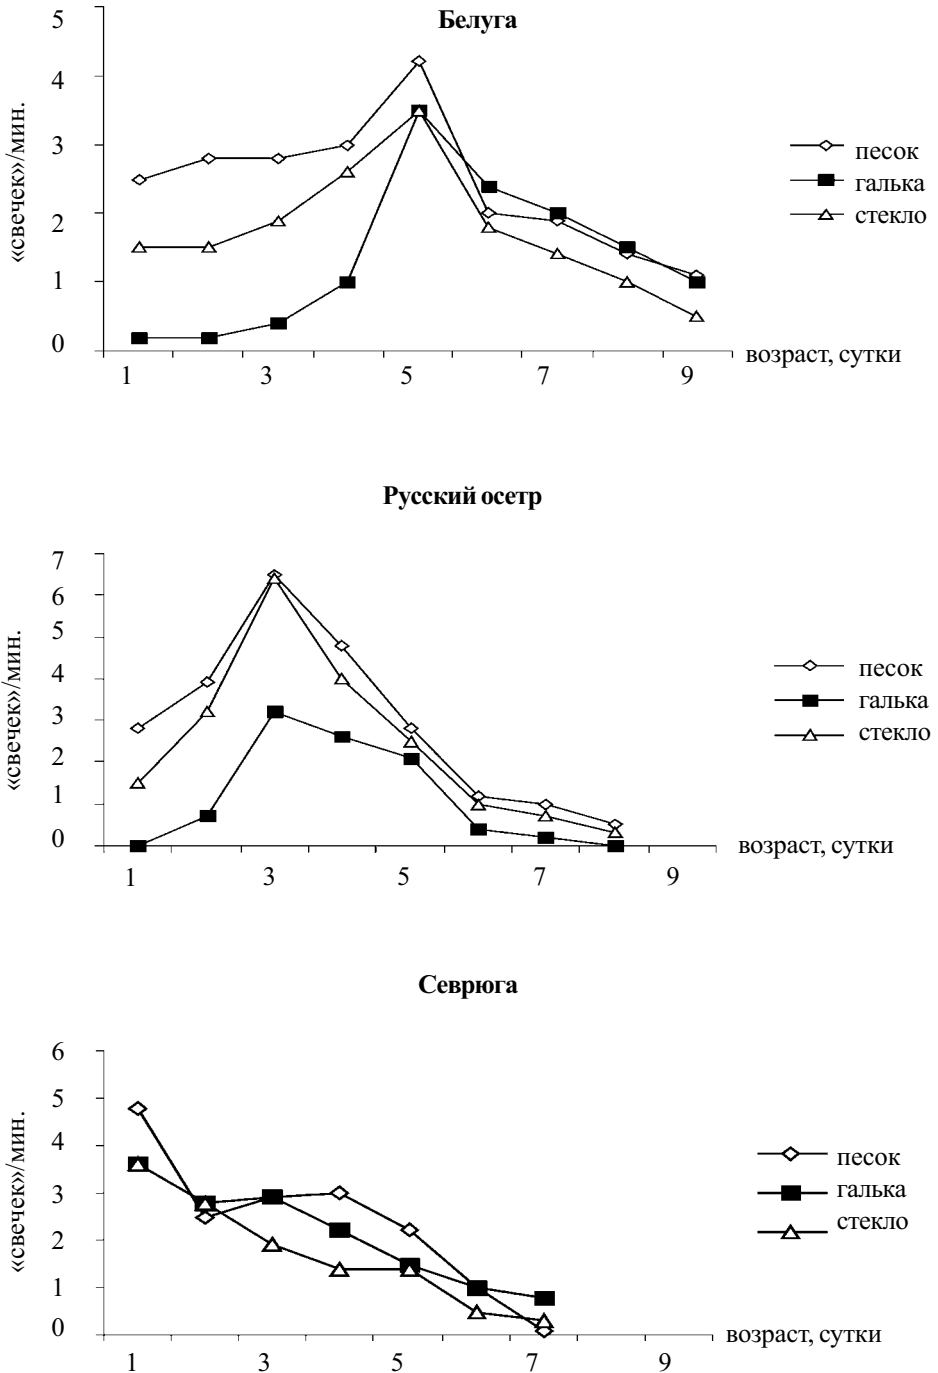 Белуга
5
4
3
2
1
0
«свечек»/мин.
песок
галька
стекло
1 3 5 7 9
возраст, сутки
Русский осетр
7
6
5
4
3
2
1
0
«свечек»/мин.
песок
галька
стекло
1 3 5 7 9
возраст, сутки
Севрюга
6
5
4
3
2
1
0
«свечек»/мин.
песок
галька
стекло
1 3 5 7 9
возраст, сутки